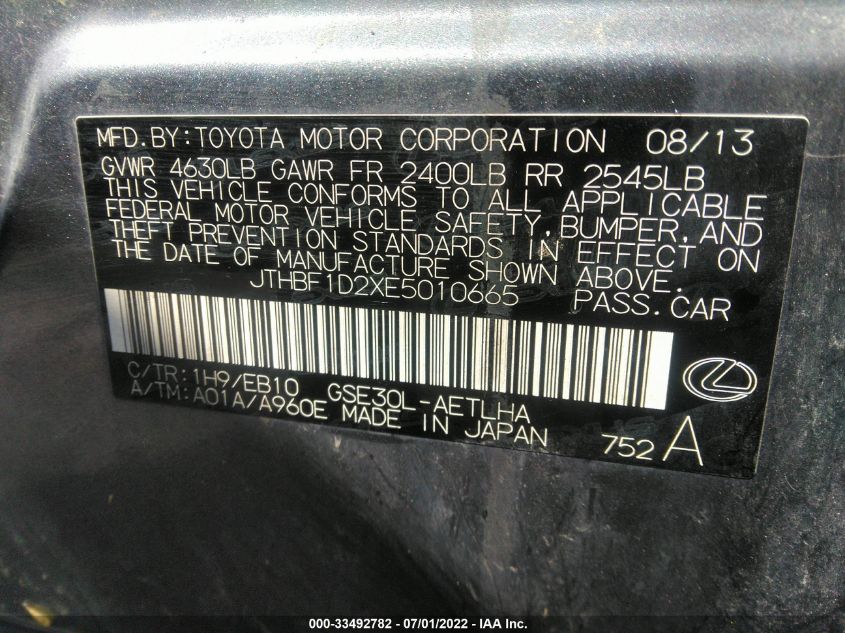 MFD.BY:TOYOTA MOTOR CORPORATION 08/13
GVWR 4630LB GAWR FR 2400LB RR 2545LB
THIS VEHICLE CONFORMS TO ALL APPLICABLE
FEDERAL MOTOR VEHICLE SAFETY,BUMPER,AND
THEFT PREVENTION STANDARDS IN EFFECT ON
THE DATE OF MANUFACTURE SHOWN ABOVE.
JTHBF1D2XE5010665 PASS.CAR
C/TR:1H9/EB10 GSE30L-AETLHA
A/TM:A01A/A960E MADE IN JAPAN 752 A
000-33492782 - 07/01/2022 - IAA Inc.